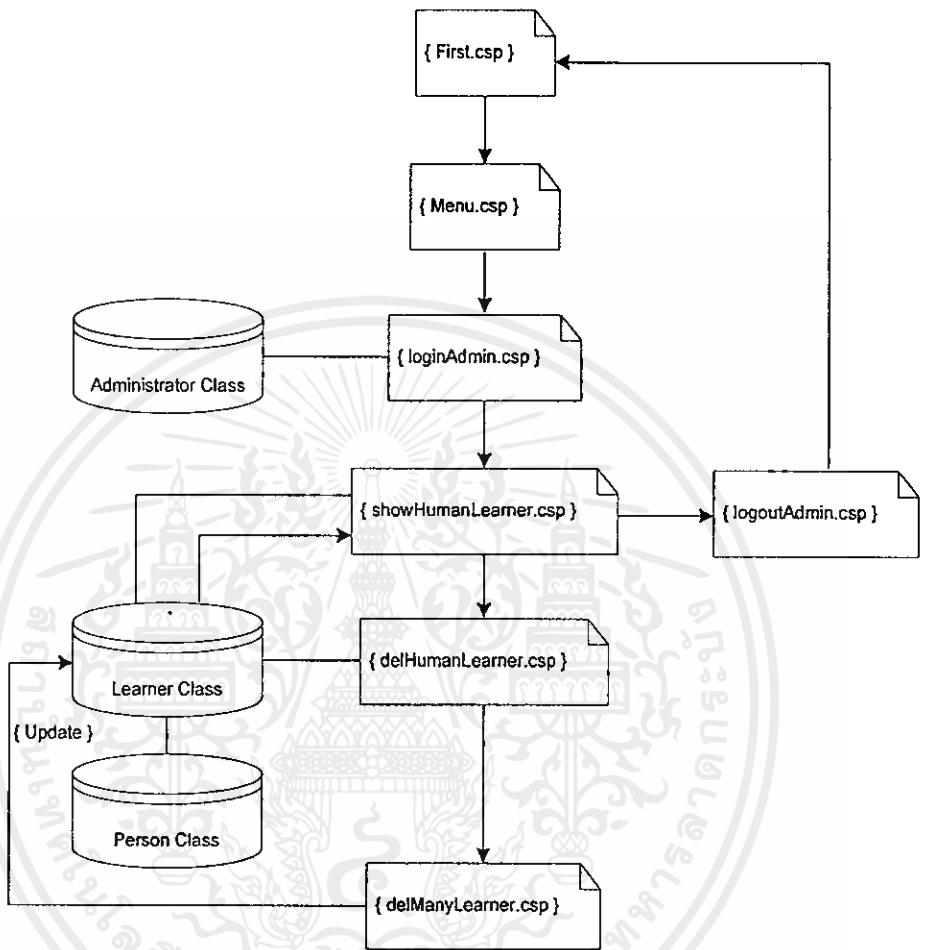 { First.csp }
{ Menu.csp }
Administrator Class
{ loginAdmin.csp }
{ showHumanLearner.csp }
{ logoutAdmin.csp }
Learner Class
{ delHumanLearner.csp }
{ Update }
Person Class
{ delManyLearner.csp }